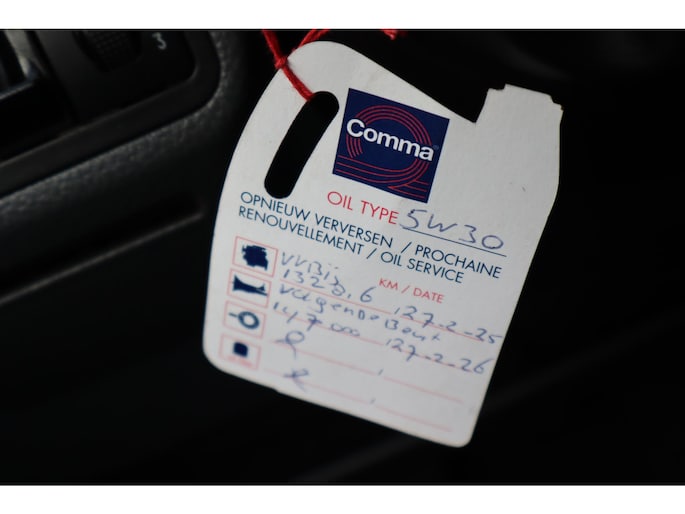 3
Comma®
OIL TYPE 5W30
OPNIEUW VERVERSEN / PROCHAINE
RENOUVELLEMENT / OIL SERVICE
KM / DATE
27-2-25
147000 27-2-26